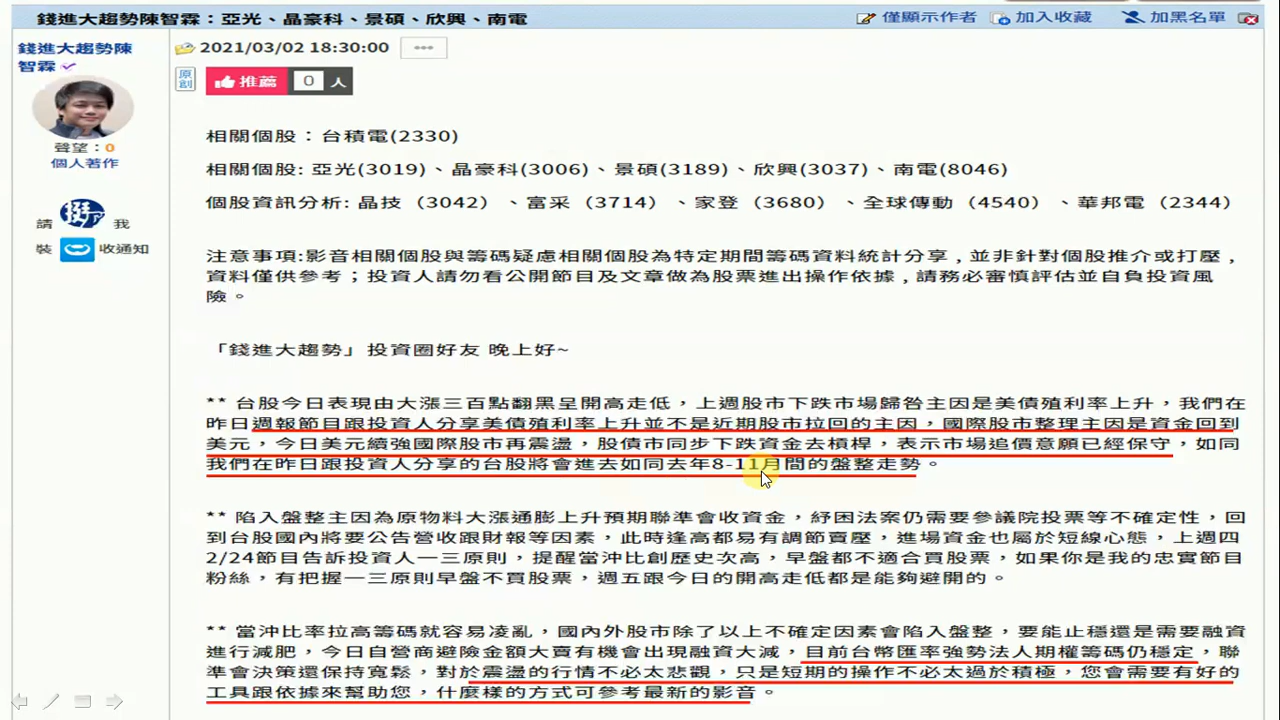 錢進大趨勢陳智霖：亞光、晶豪科、景碩、欣興、南電
僅顯示作者 加入收藏 加黑名單
錢進大趨勢陳
智霖
2021/03/02 18:30:00
原創
推薦 0 人
聲望：0
個人著作
請 挺 我
裝 收通知
相關個股：台積電(2330)
相關個股: 亞光(3019)、晶豪科(3006)、景碩(3189)、欣興(3037)、南電(8046)
個股資訊分析: 晶技（3042）、富采（3714）、家登（3680）、全球傳動（4540）、華邦電（2344）
注意事項:影音相關個股與籌碼疑慮相關個股為特定期間籌碼資料統計分享,並非針對個股推介或打壓,
資料僅供參考；投資人請勿看公開節目及文章做為股票進出操作依據,請務必審慎評估並自負投資風
險。
「錢進大趨勢」投資圈好友 晚上好~
** 台股今日表現由大漲三百點翻黑呈開高走低，上週股市下跌市場歸咎主因是美債殖利率上升，我們在
昨日週報節目跟投資人分享美債殖利率上升並不是近期股市拉回的主因，國際股市整理主因是資金回到
美元，今日美元續強國際股市再震盪，股債市同步下跌資金去槓桿，表示市場追價意願已經保守，如同
我們在昨日跟投資人分享的台股將會進去如同去年8-11月間的盤整走勢。
** 陷入盤整主因為原物料大漲通膨上升預期聯準會收資金，紓困法案仍需要參議院投票等不確定性，回
到台股國內將要公告營收跟財報等因素，此時逢高都易有調節賣壓，進場資金也屬於短線心態，上週四
2/24節目告訴投資人一三原則，提醒當沖比創歷史次高，早盤都不適合買股票，如果你是我的忠實節目
粉絲，有把握一三原則早盤不買股票，週五跟今日的開高走低都是能夠避開的。
** 當沖比率拉高籌碼就容易凌亂，國內外股市除了以上不確定因素會陷入盤整，要能止穩還是需要融資
進行減肥，今日自營商避險金額大賣有機會出現融資大減，目前台幣匯率強勢法人期權籌碼仍穩定，聯
準會決策還保持寬鬆，對於震盪的行情不必太悲觀，只是短期的操作不必太過於積極，您會需要有好的
工具跟依據來幫助您，什麼樣的方式可參考最新的影音。